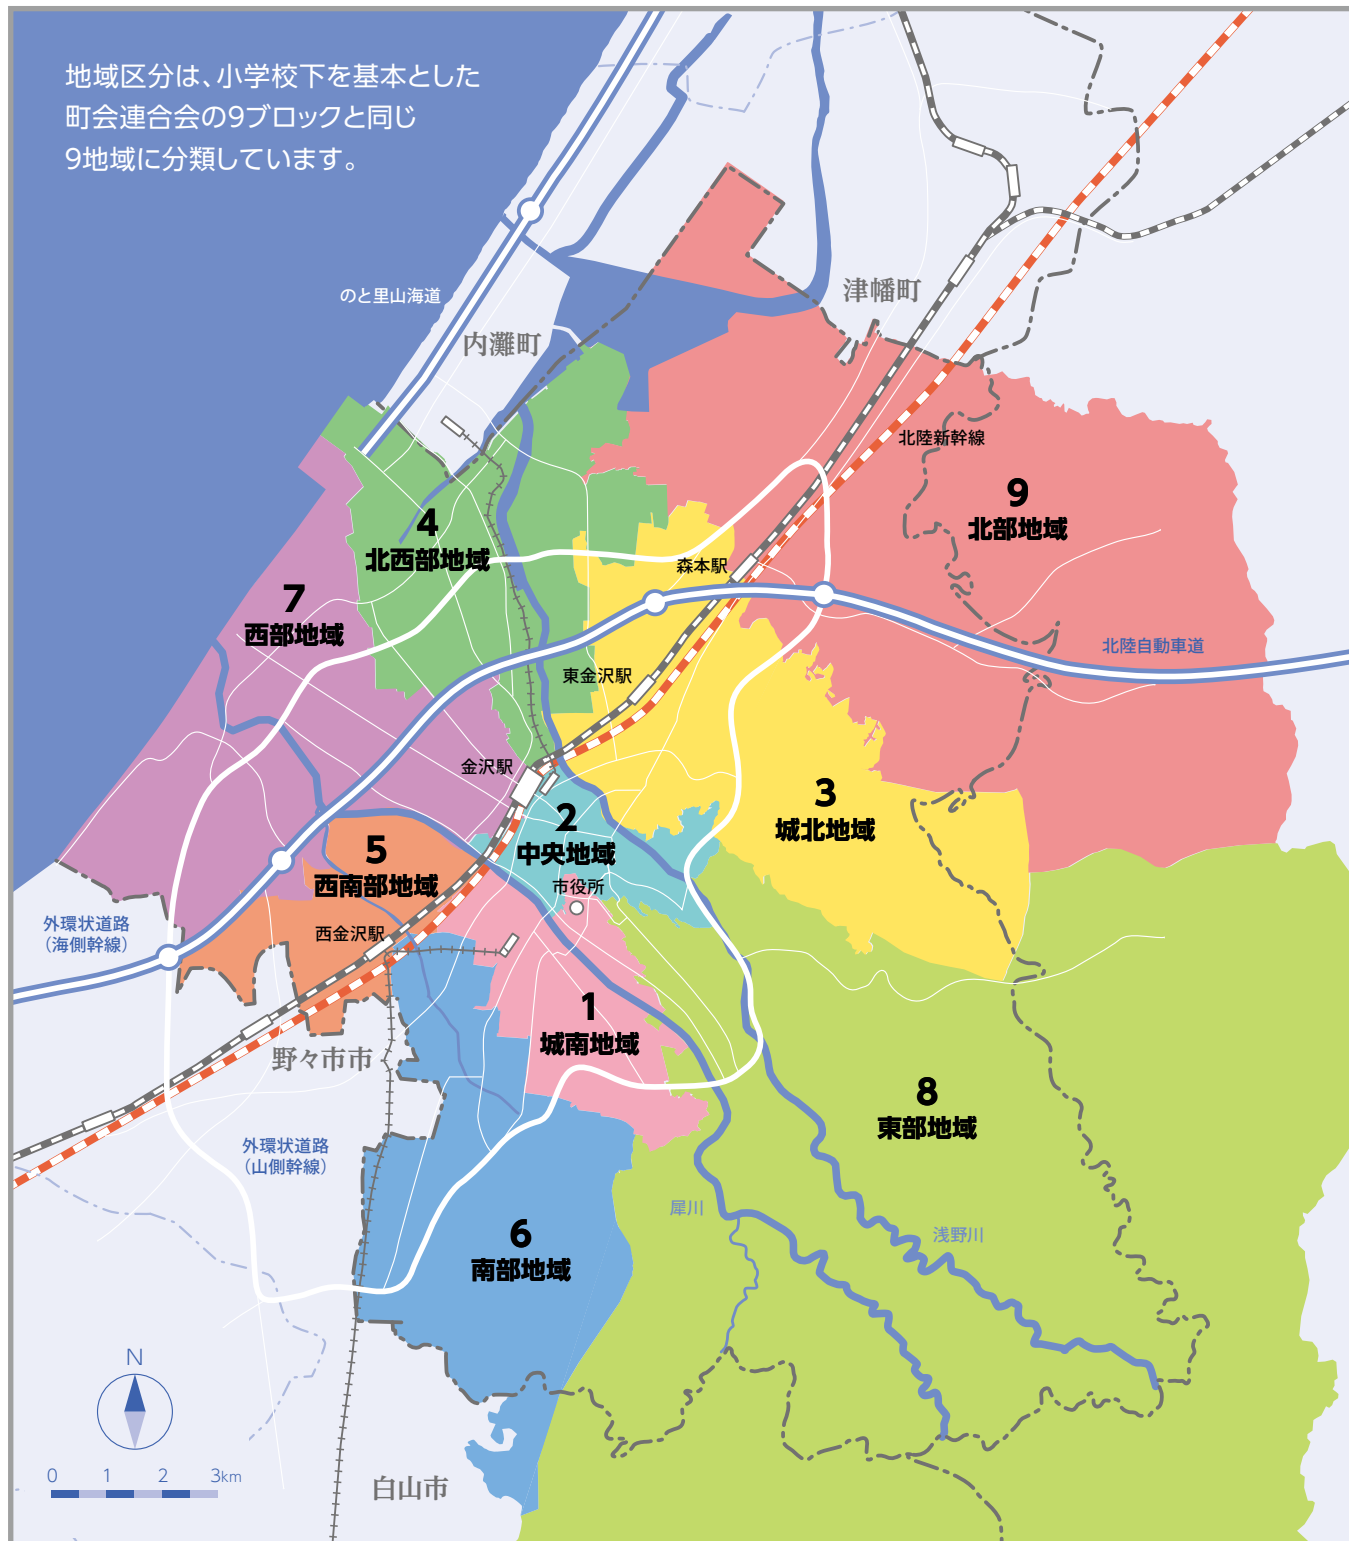 地域区分は、小学校下を基本とした
町会連合会の9ブロックと同じ
9地域に分類しています。
のと里山海道
内灘町
津幡町
北陸新幹線
9
北部地域
4
北西部地域
森本駅
7
西部地域
北陸自動車道
東金沢駅
金沢駅
3
城北地域
2
中央地域
5
西南部地域
市役所
外環状道路
（海側幹線）
西金沢駅
1
城南地域
野々市市
8
東部地域
外環状道路
（山側幹線）
犀川
浅野川
6
南部地域
N
0 1 2 3km
白山市